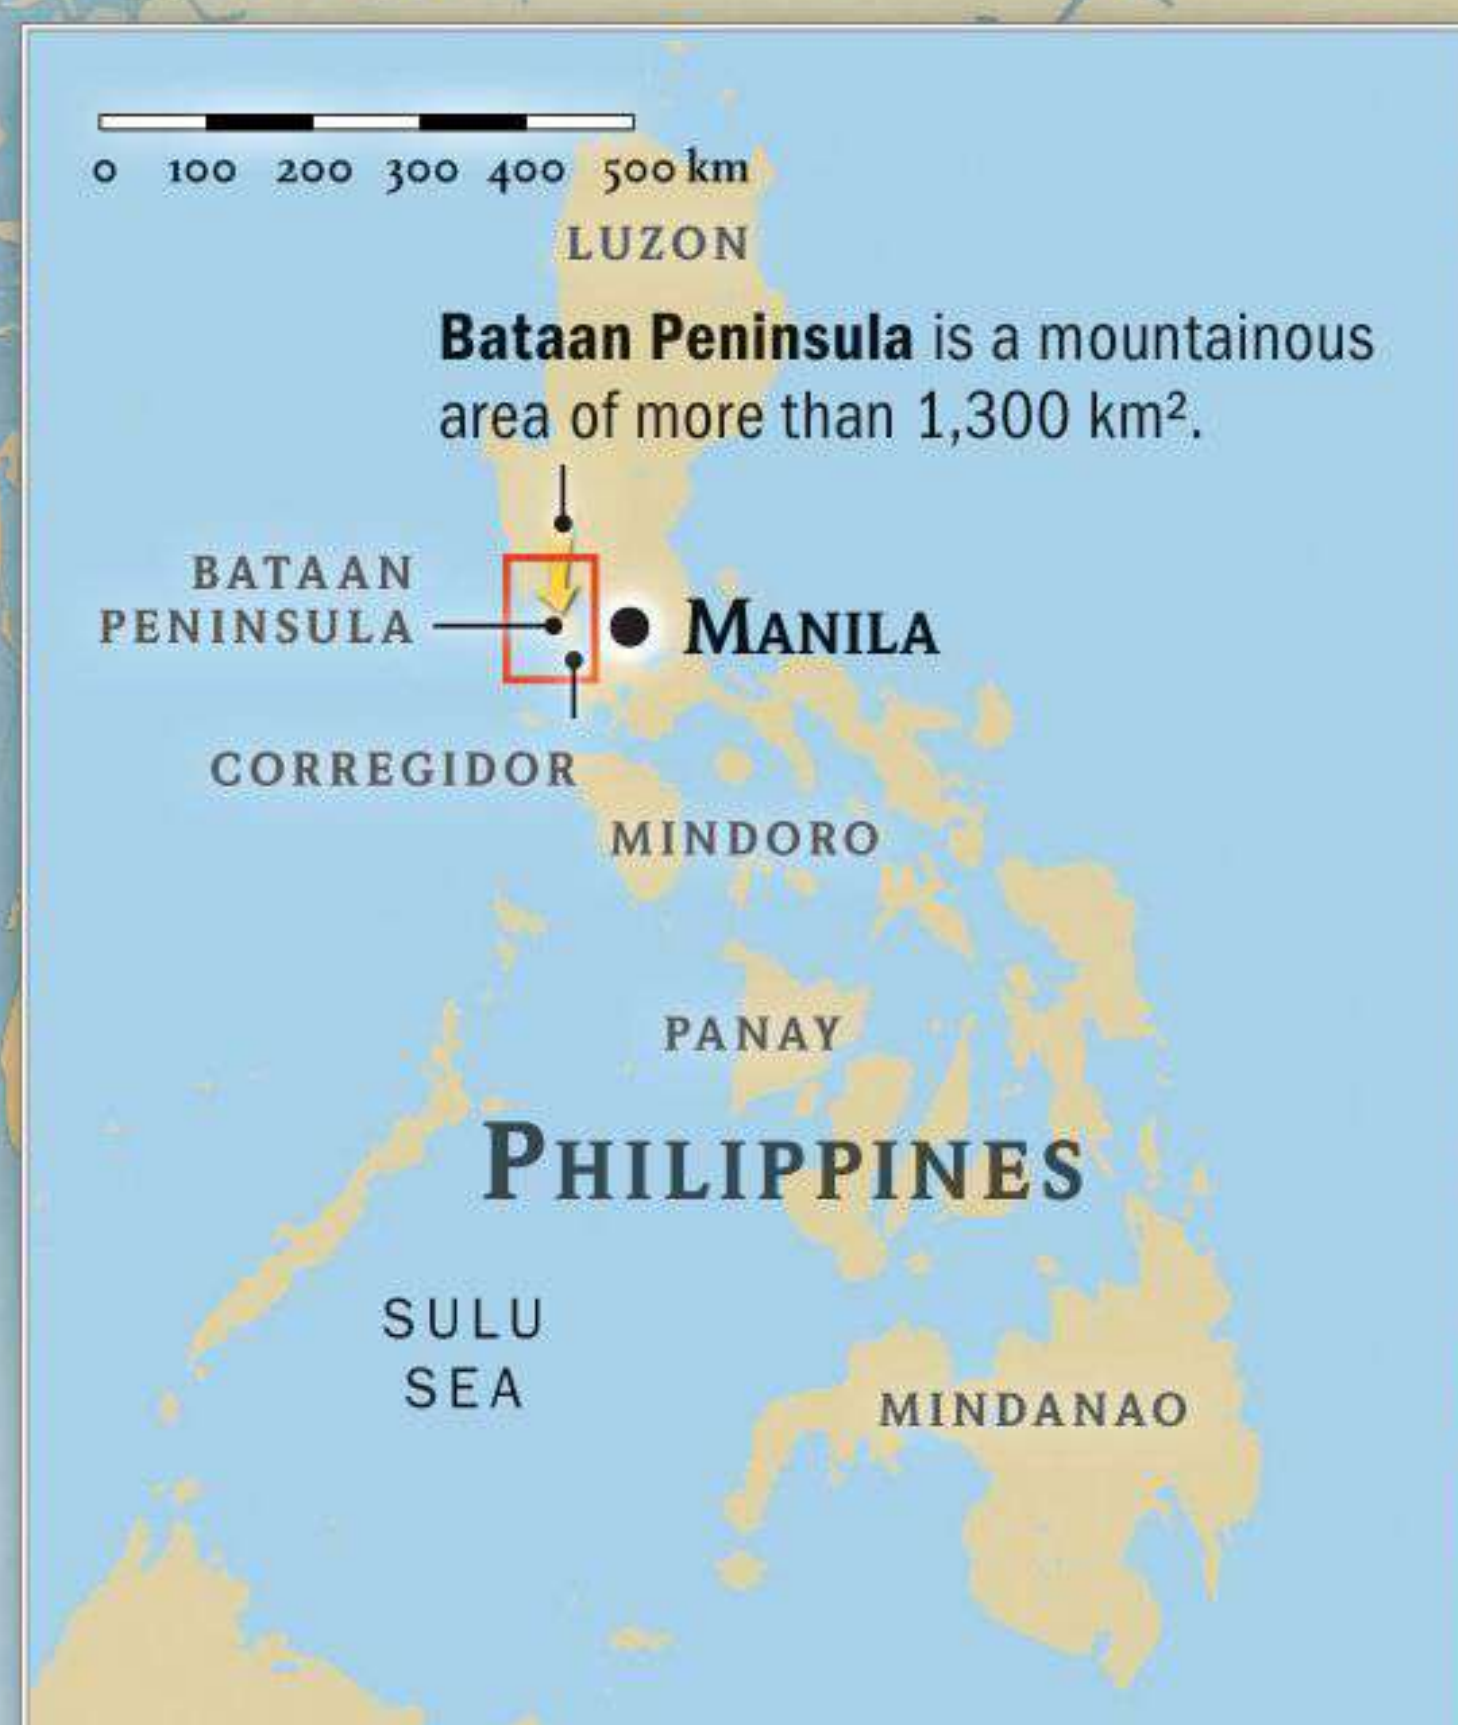 0 100 200 300 400 500 km
LUZON
Bataan Peninsula is a mountainous
area of more than 1,300 km².
BATAAN
PENINSULA
MANILA
CORREGIDOR
MINDORO
PANAY
PHILIPPINES
SULU
SEA
MINDANAO